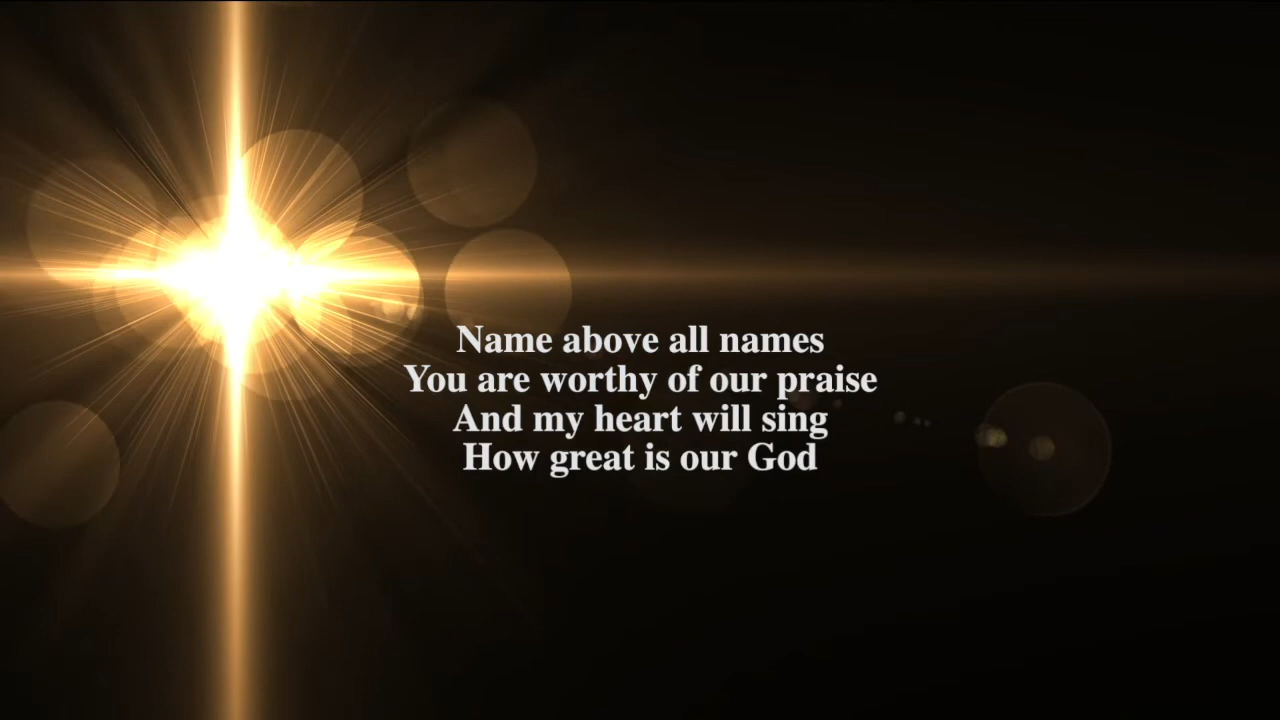 Name above all names
You are worthy of our praise
And my heart will sing
How great is our God